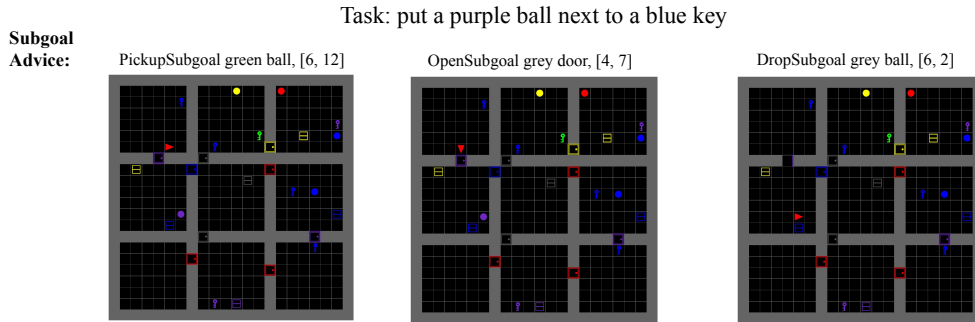 Task: put a purple ball next to a blue key
Subgoal
Advice:
PickupSubgoal green ball, [6, 12]
OpenSubgoal grey door, [4, 7]
DropSubgoal grey ball, [6, 2]